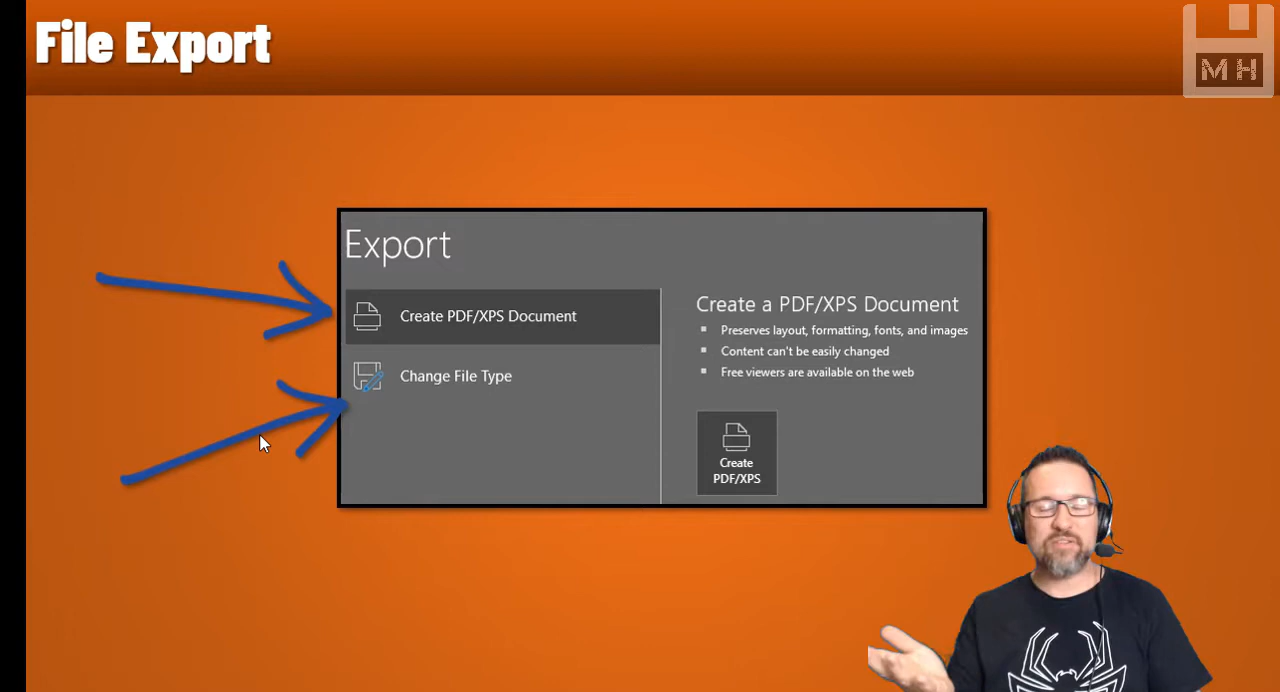 File Export
MH
Export
Create PDF/XPS Document
Change File Type
Create a PDF/XPS Document
Preserves layout, formatting, fonts, and images
Content can't be easily changed
Free viewers are available on the web
Create
PDF/XPS